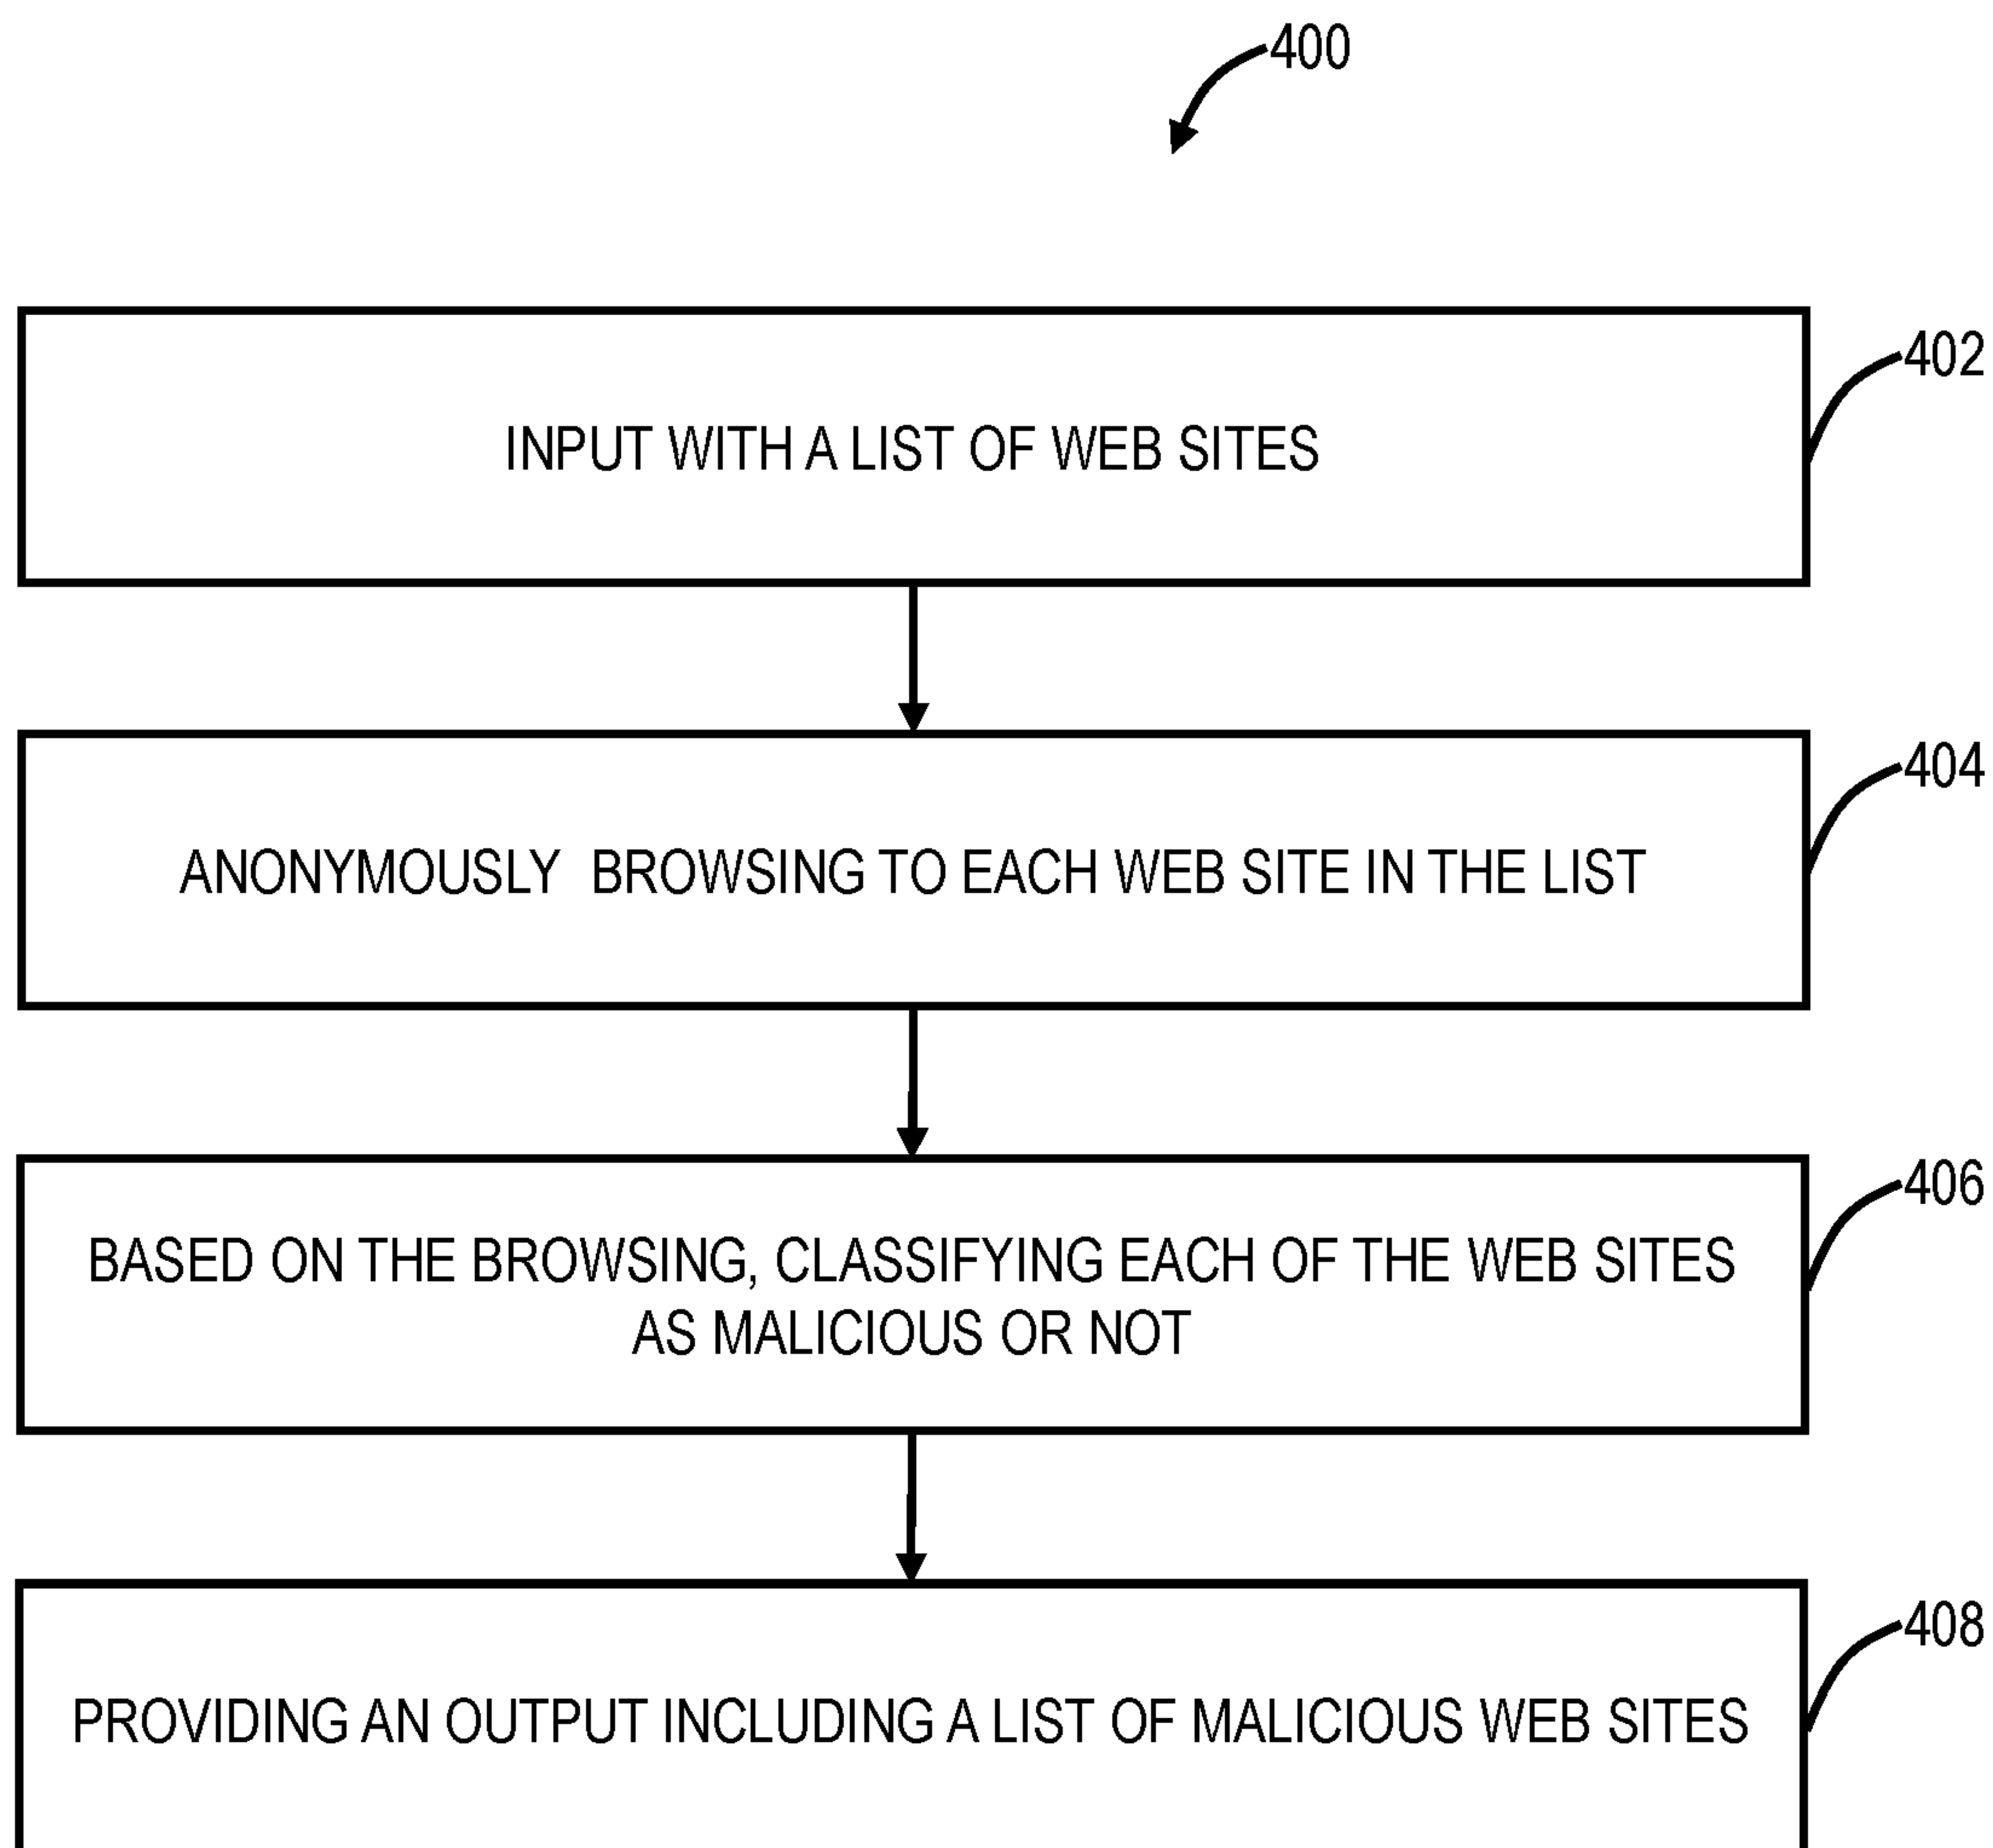 400
INPUT WITH A LIST OF WEB SITES
402
ANONYMOUSLY BROWSING TO EACH WEB SITE IN THE LIST
404
BASED ON THE BROWSING, CLASSIFYING EACH OF THE WEB SITES
AS MALICIOUS OR NOT
406
PROVIDING AN OUTPUT INCLUDING A LIST OF MALICIOUS WEB SITES
408